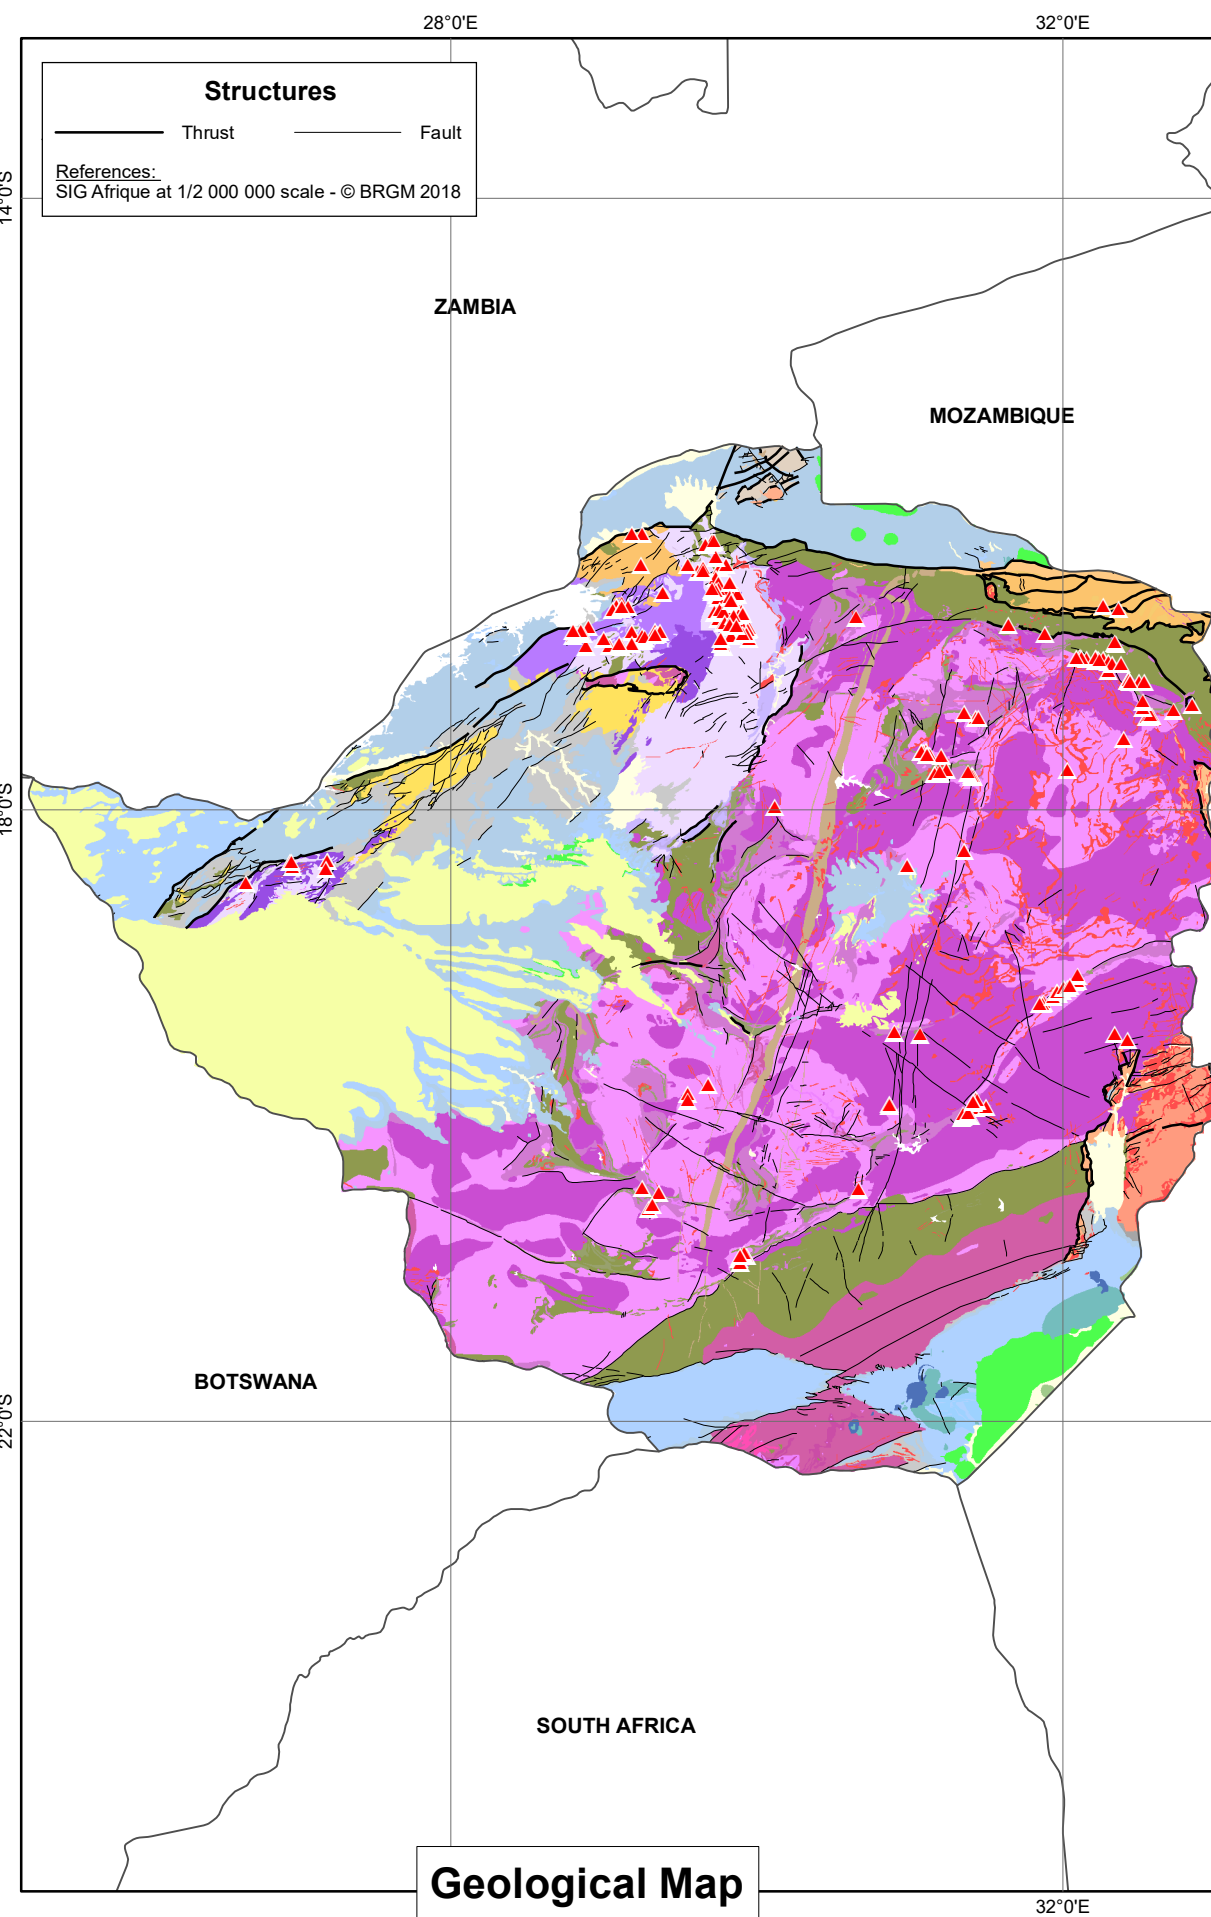 28°0'E
32°0'E
Structures
Thrust
Fault
References:
SIG Afrique at 1/2 000 000 scale - © BRGM 2018
14°0'S
ZAMBIA
MOZAMBIQUE
18°0'S
BOTSWANA
22°0'S
SOUTH AFRICA
Geological Map
32°0'E